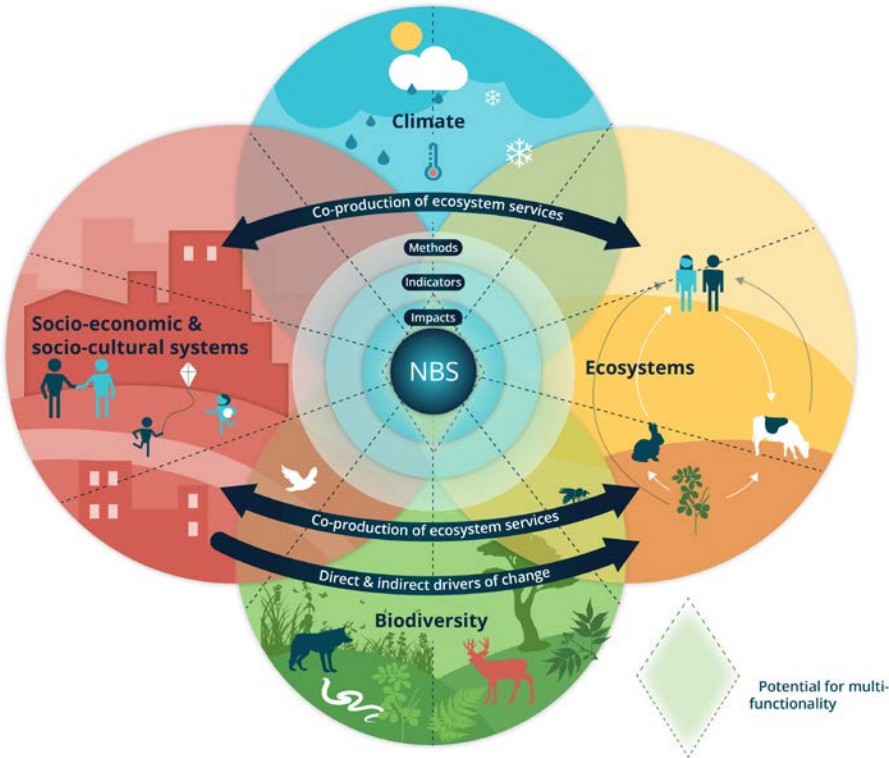 Climate
Co-production of ecosystem services
Methods
Indicators
Impacts
NBS
Socio-economic &
socio-cultural systems
Ecosystems
Co-production of ecosystem services
Direct & indirect drivers of change
Biodiversity
Potential for multi-
functionality